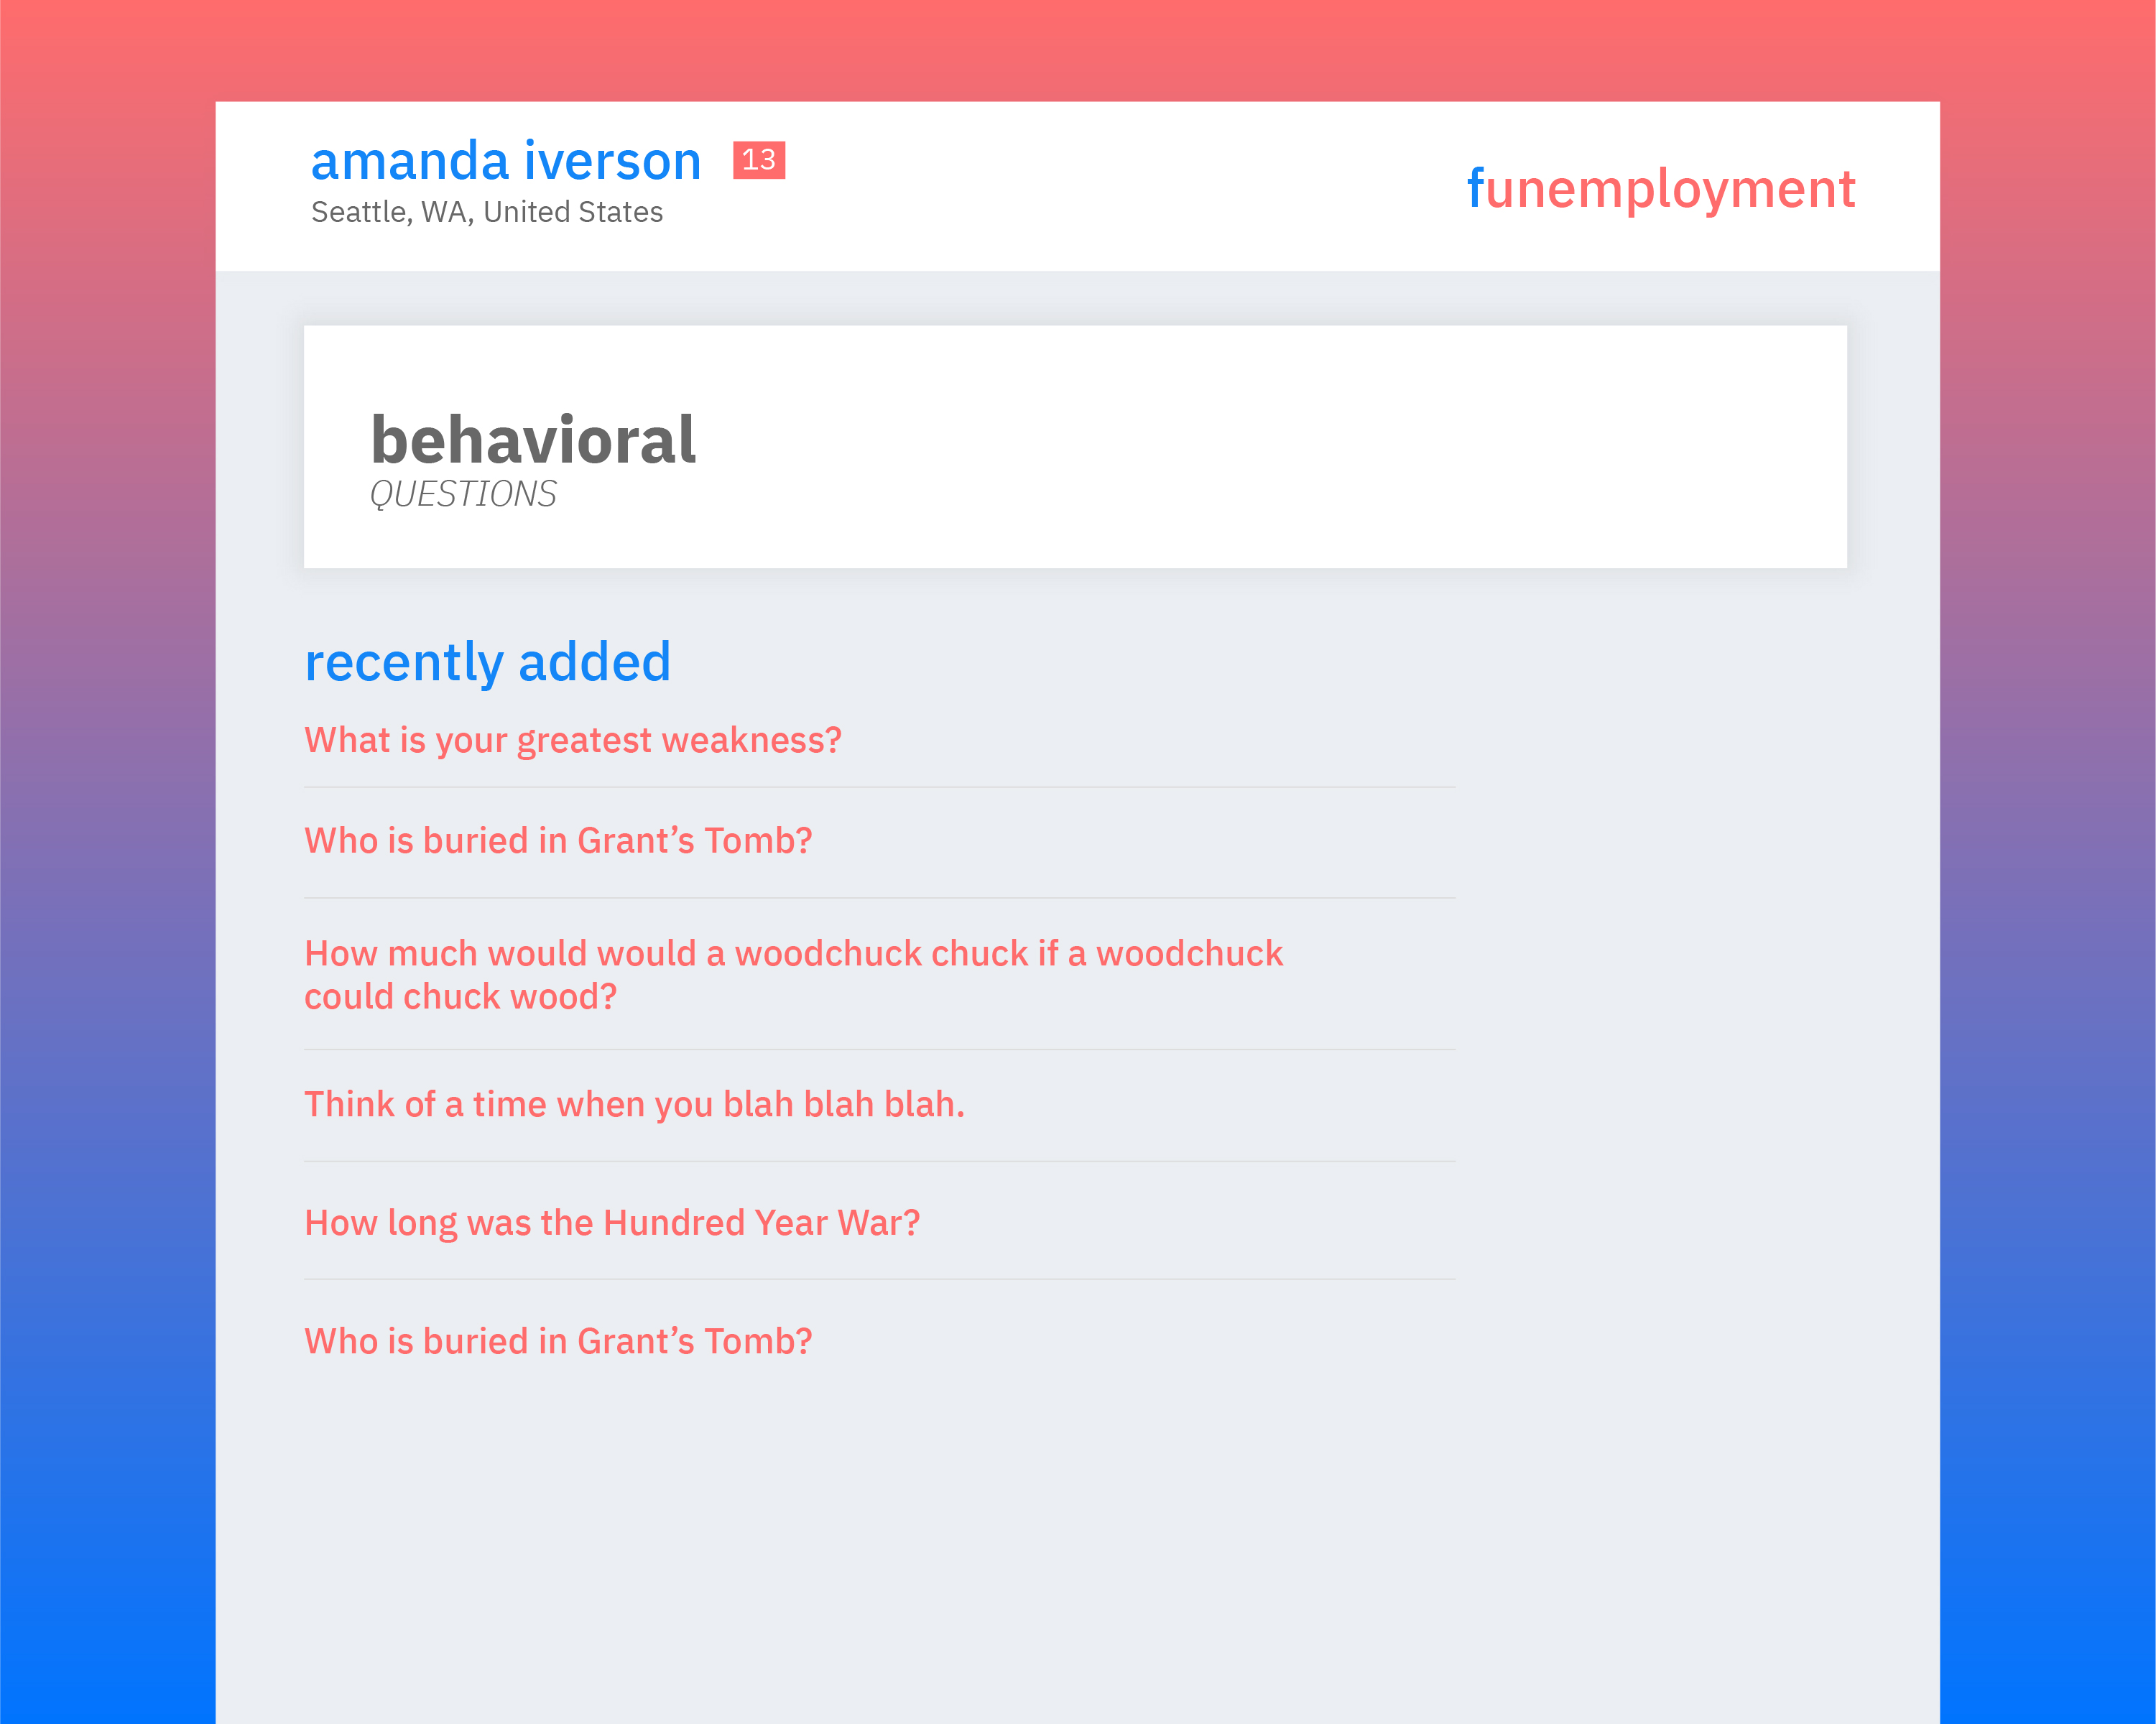 amanda iverson 13
Seattle, WA, United States
funemployment
behavioral
QUESTIONS
recently added
What is your greatest weakness?
Who is buried in Grant’s Tomb?
How much would would a woodchuck chuck if a woodchuck
could chuck wood?
Think of a time when you blah blah blah.
How long was the Hundred Year War?
Who is buried in Grant’s Tomb?